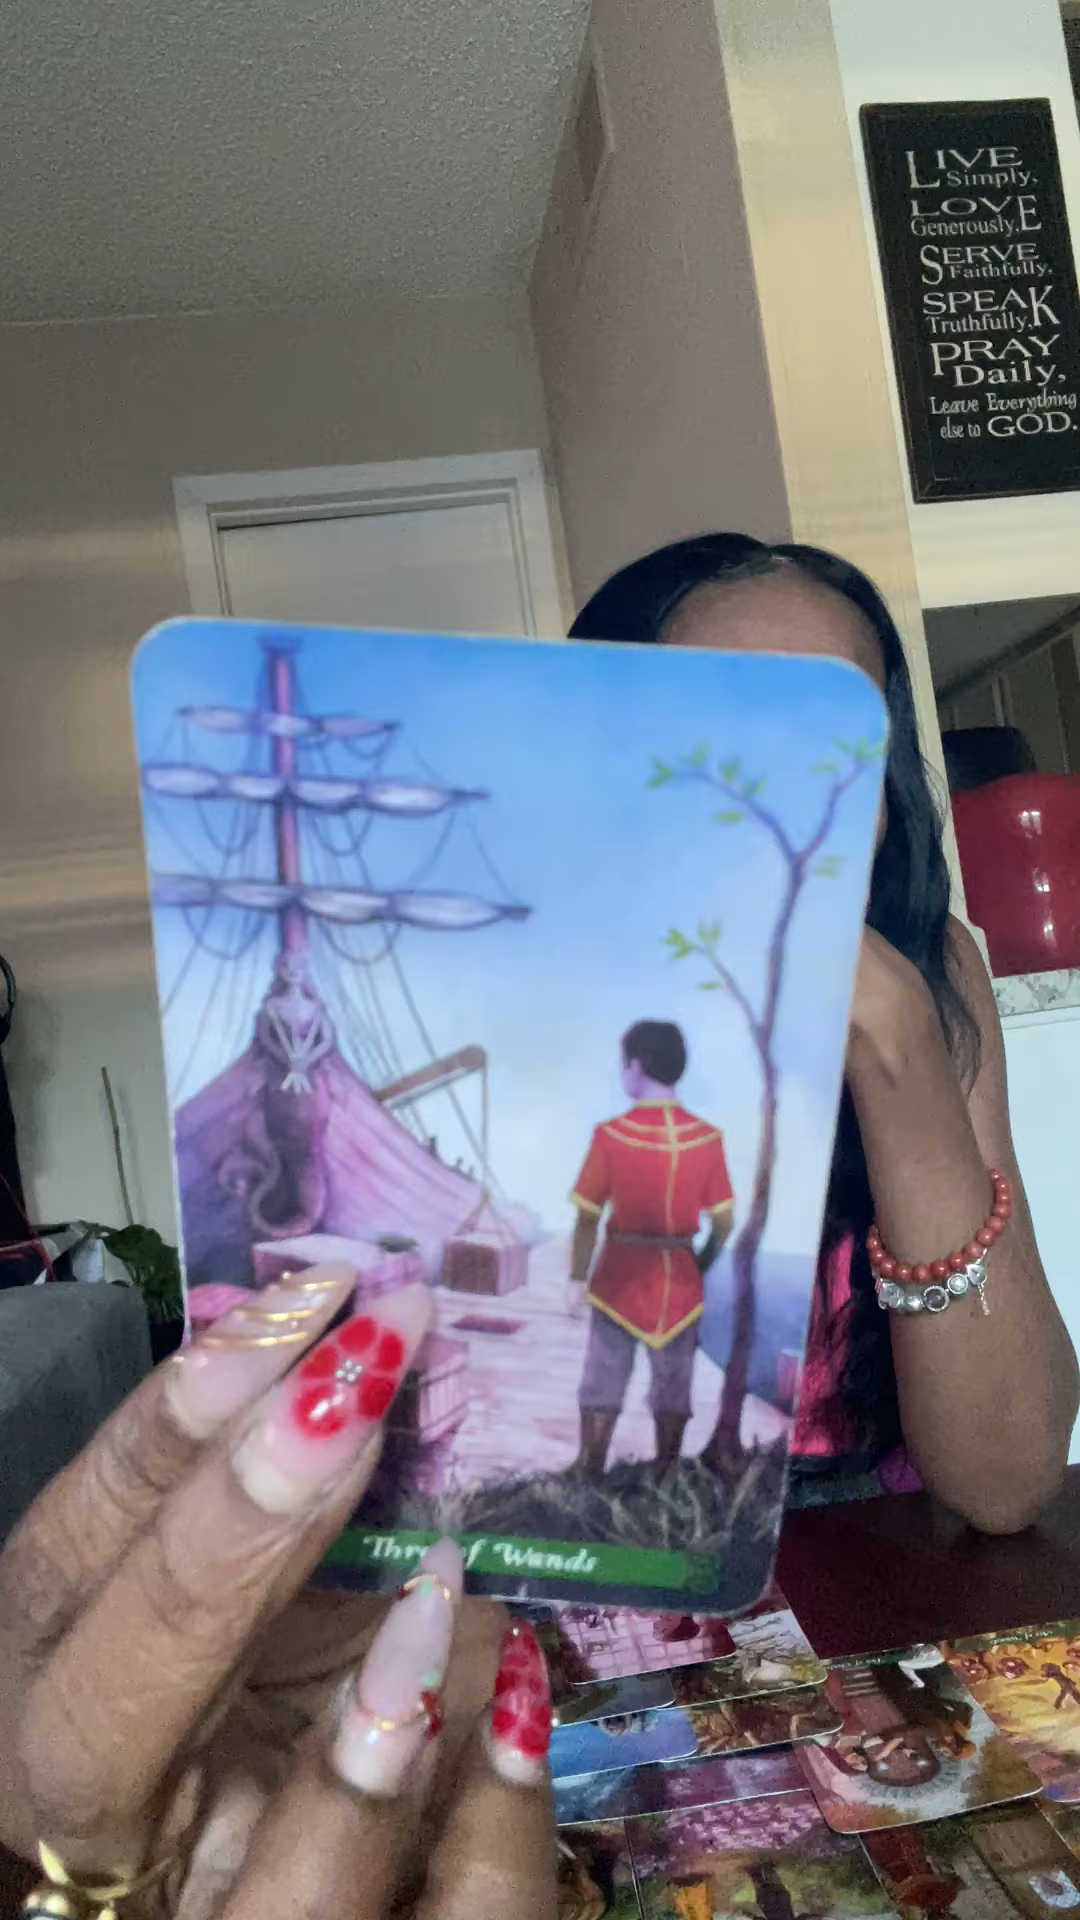 LIVE
Simply,
LOVE
Generously,
SERVE
Faithfully,
SPEAK
Truthfully,
PRAY
Daily,
Leave Everything
else to GOD.
Wands